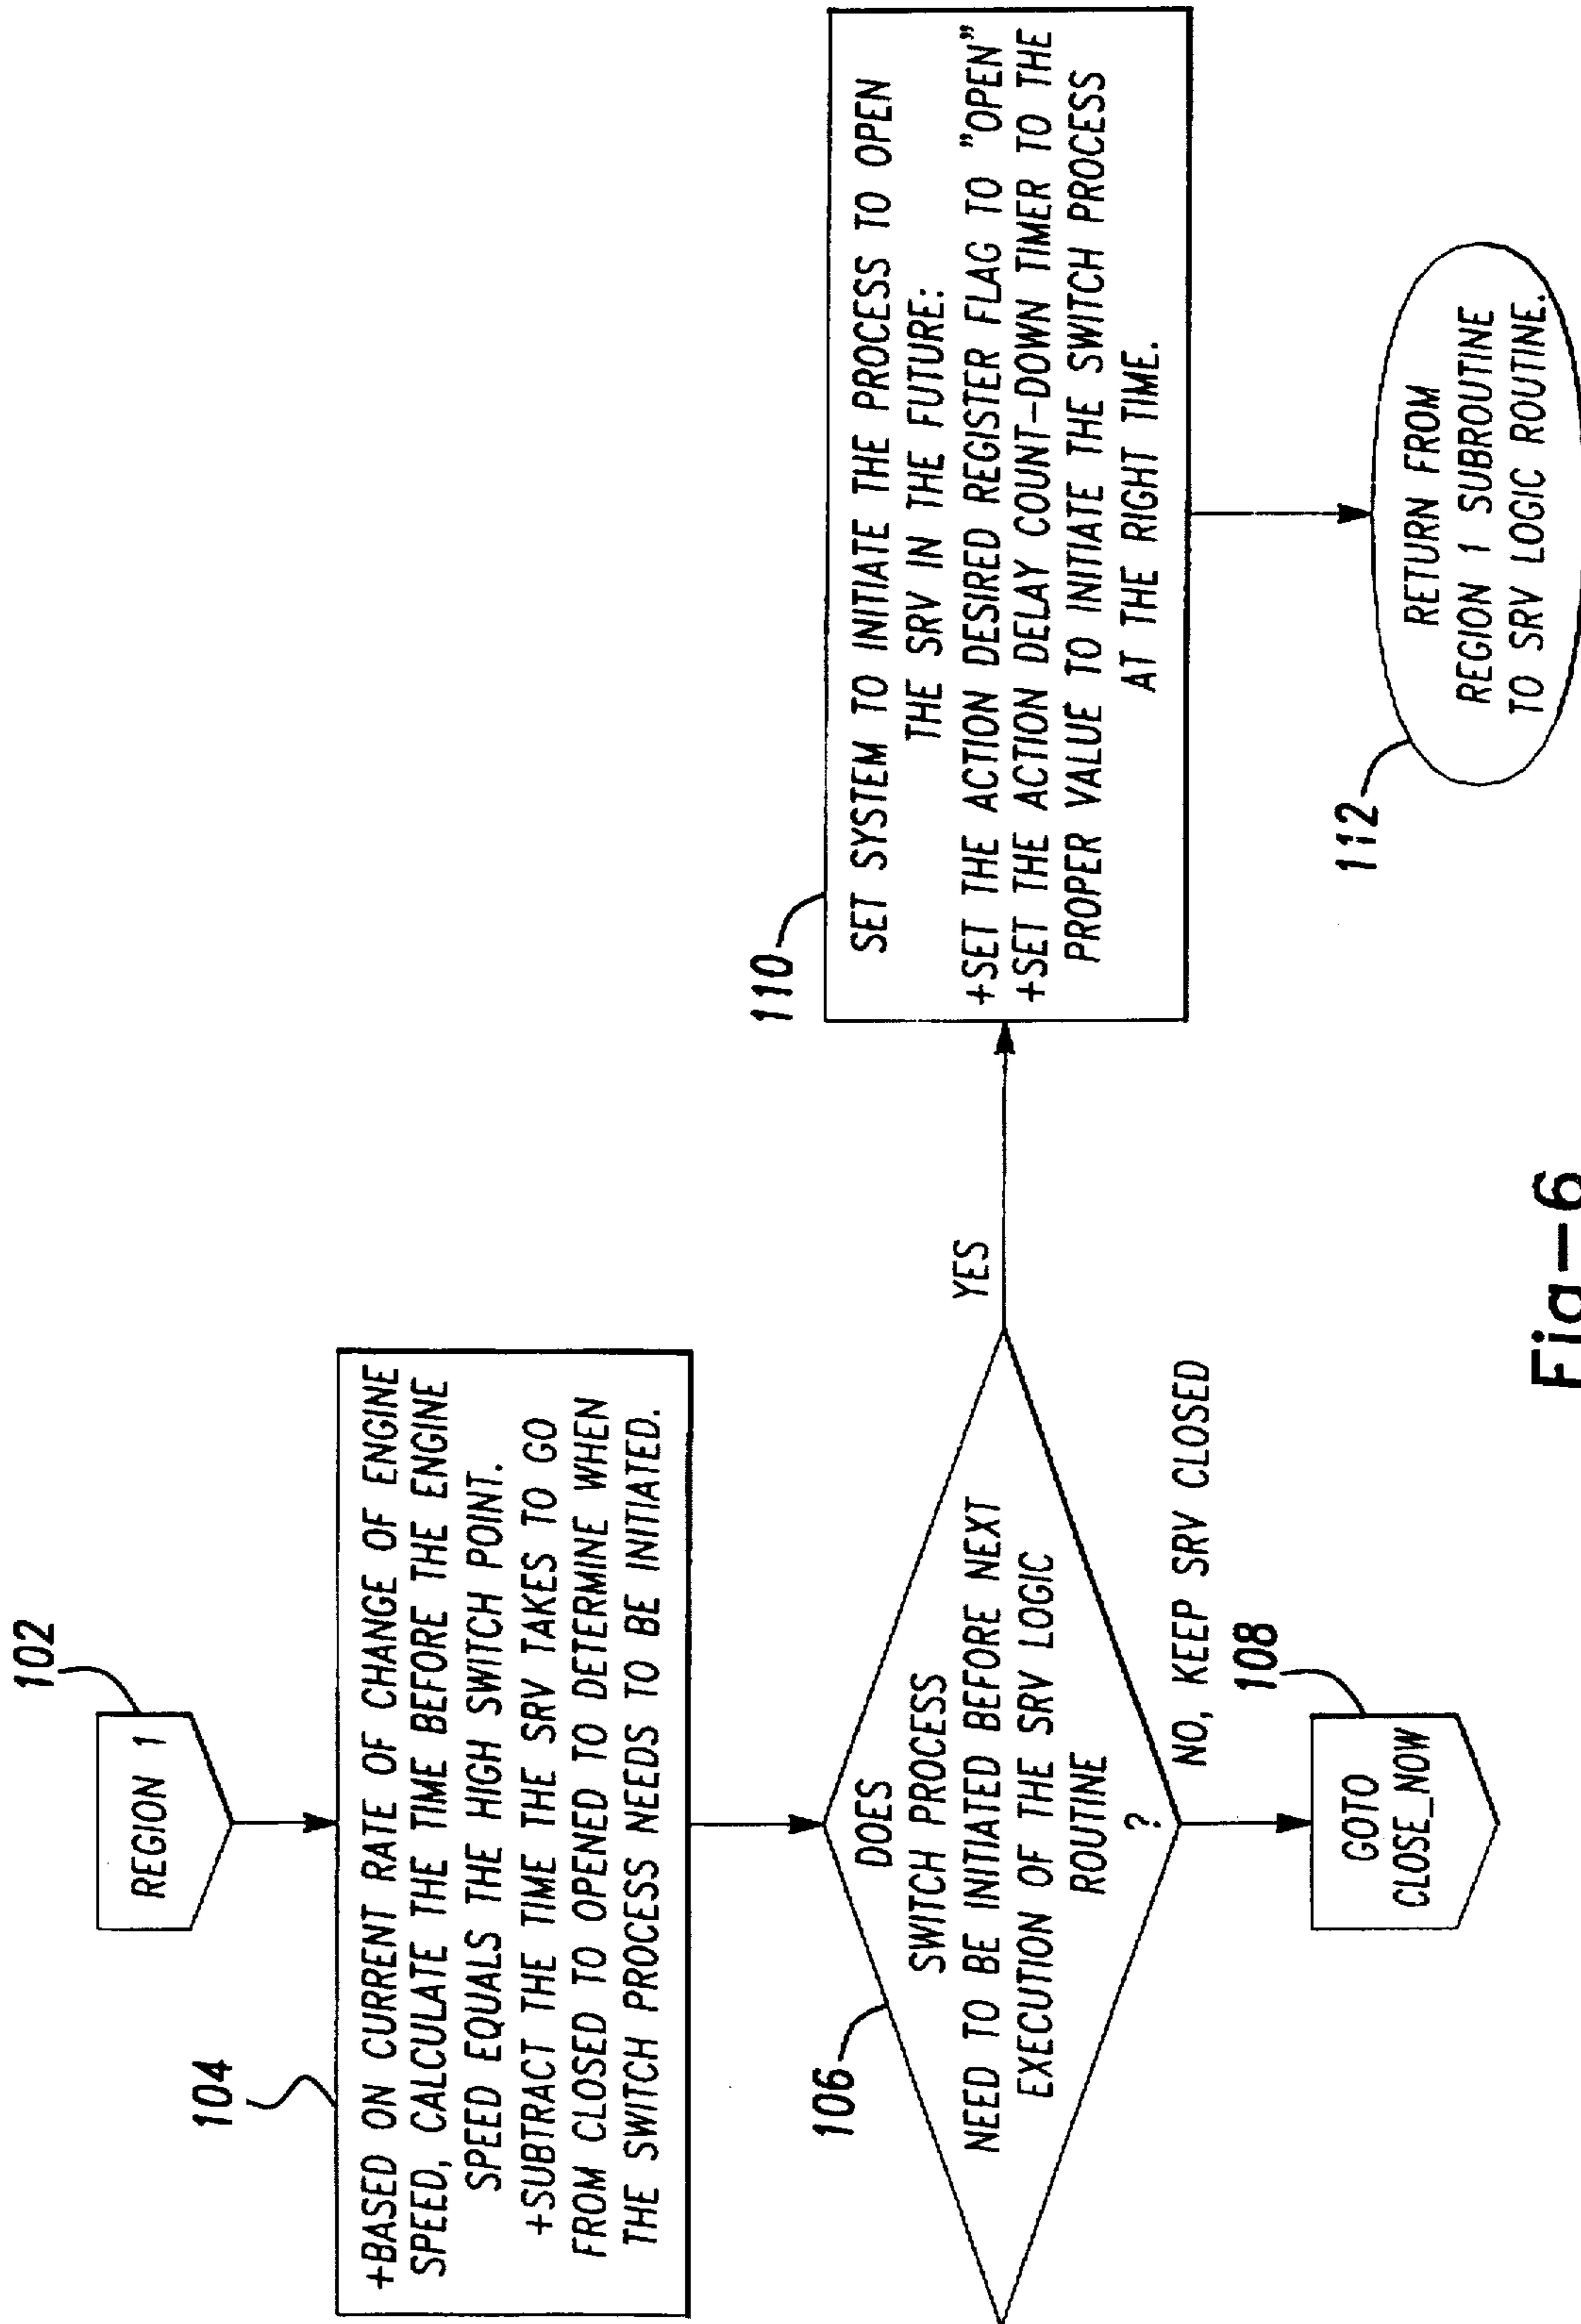 102
REGION 1
104
+BASED ON CURRENT RATE OF CHANGE OF ENGINE
SPEED, CALCULATE THE TIME BEFORE THE ENGINE
SPEED EQUALS THE HIGH SWITCH POINT.
+SUBTRACT THE TIME THE SRV TAKES TO GO
FROM CLOSED TO OPENED TO DETERMINE WHEN
THE SWITCH PROCESS NEEDS TO BE INITIATED.
106
DOES
SWITCH PROCESS
NEED TO BE INITIATED BEFORE NEXT
EXECUTION OF THE SRV LOGIC
ROUTINE
?
YES
NO, KEEP SRV CLOSED
108
GOTO
CLOSE_NOW
110
SET SYSTEM TO INITIATE THE PROCESS TO OPEN
THE SRV IN THE FUTURE:
+SET THE ACTION DESIRED REGISTER FLAG TO "OPEN"
+SET THE ACTION DELAY COUNT-DOWN TIMER TO THE
PROPER VALUE TO INITIATE THE SWITCH PROCESS
AT THE RIGHT TIME.
112
RETURN FROM
REGION 1 SUBROUTINE
TO SRV LOGIC ROUTINE.
Fig-6